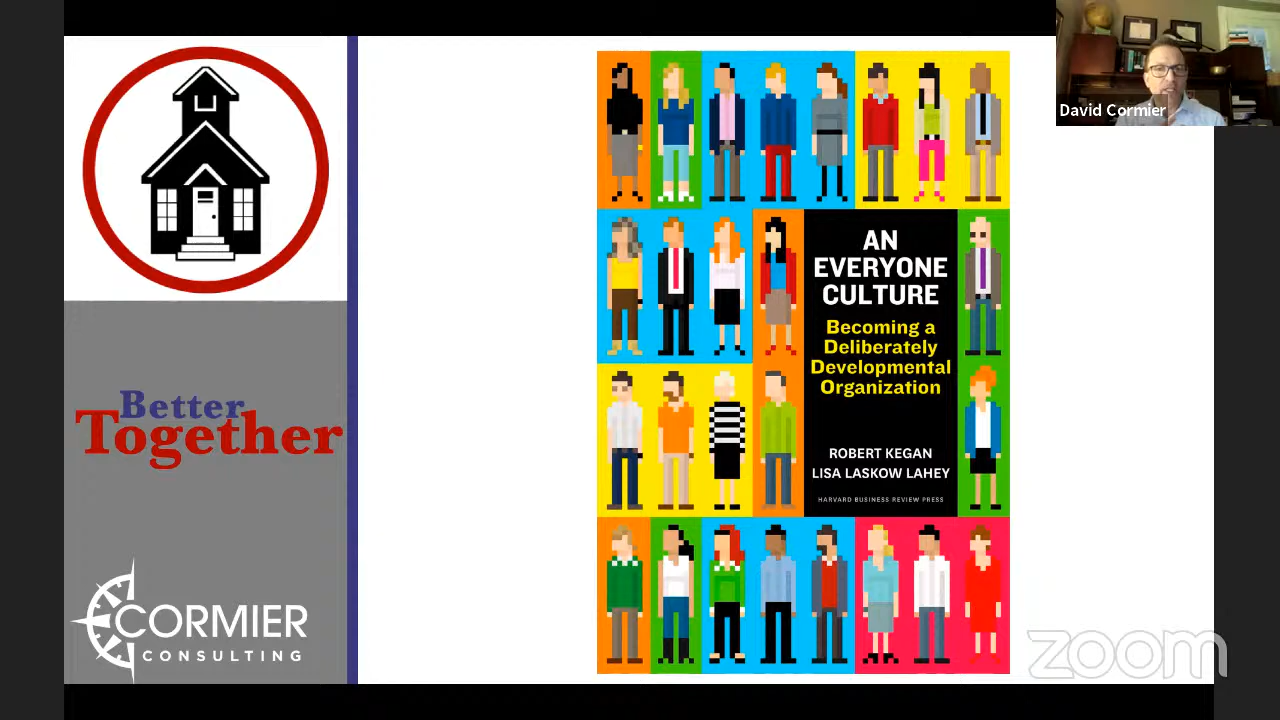 David Cormier
AN
EVERYONE
CULTURE
Becoming a
Deliberately
Developmental
Organization
ROBERT KEGAN
LISA LASKOW LAHEY
HARVARD BUSINESS REVIEW PRESS
Better
Together
CORMIER
CONSULTING
zoom